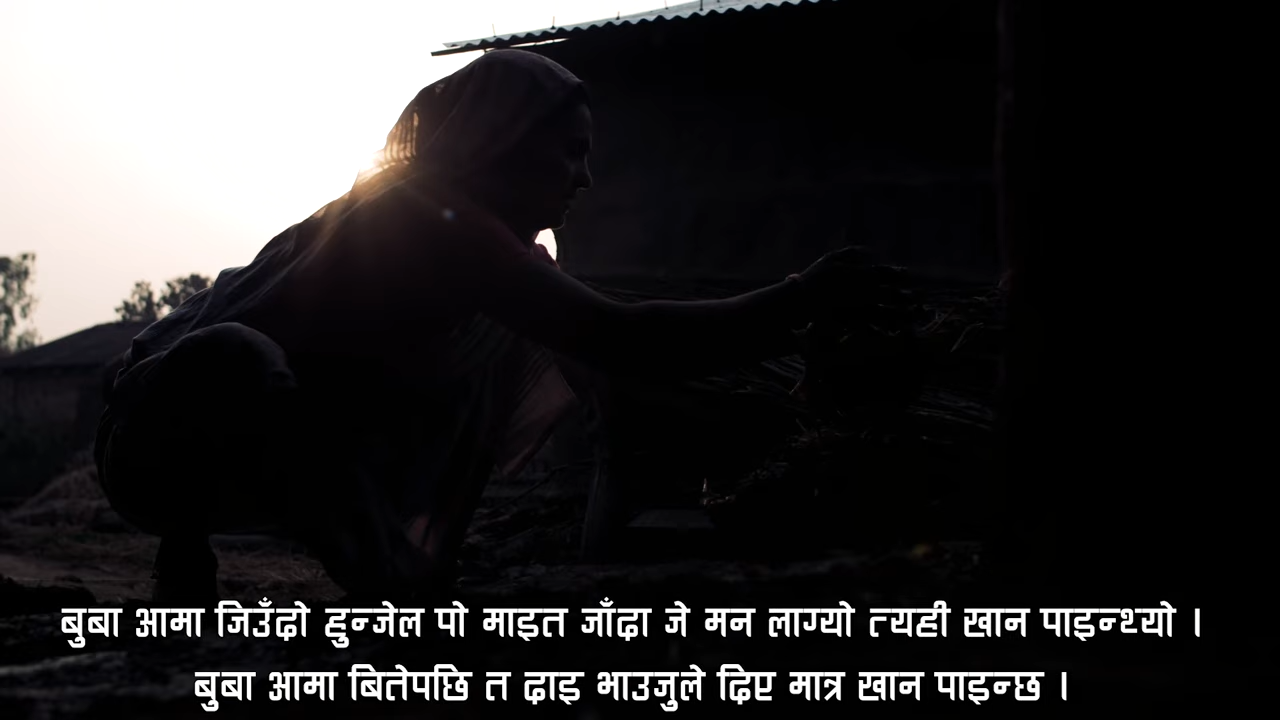 बुबा आमा जिउँदो हुन्जेल पो माइत जाँदा जे मन लाग्यो त्यही खान पाइन्थ्यो ।
बुबा आमा बितेपछि त दाइ भाउजुले दिए मात्र खान पाइन्छ ।